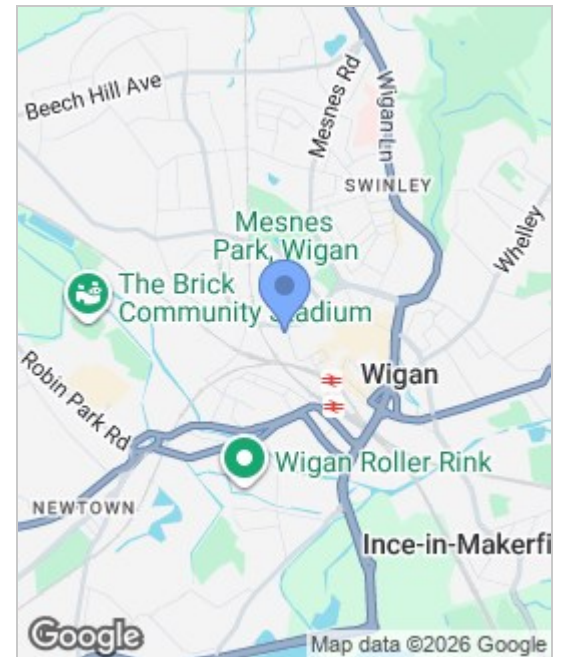 Beech Hill Ave
Mesnes Rd
Wigan Ln
SWINLEY
Whelley
Mesnes
Park, Wigan
The Brick
Community Stadium
Wigan
Robin Park Rd
Wigan Roller Rink
NEWTOWN
Ince-in-Makerfi
Google
Map data ©2026 Google